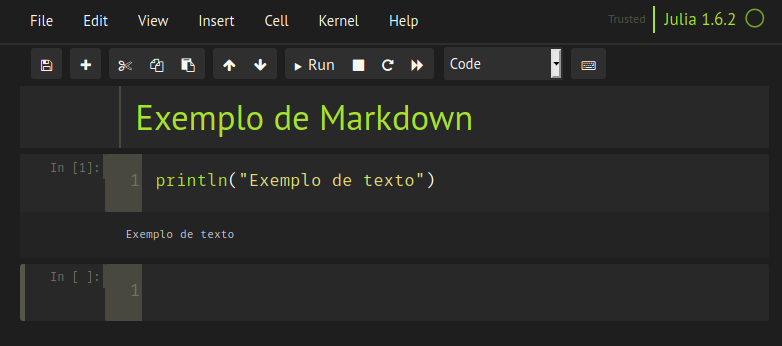 File Edit View Insert Cell Kernel Help Trusted Julia 1.6.2
Run Code
Exemplo de Markdown
In [1]: 1 println("Exemplo de texto")
Exemplo de texto
In [ ]: 1